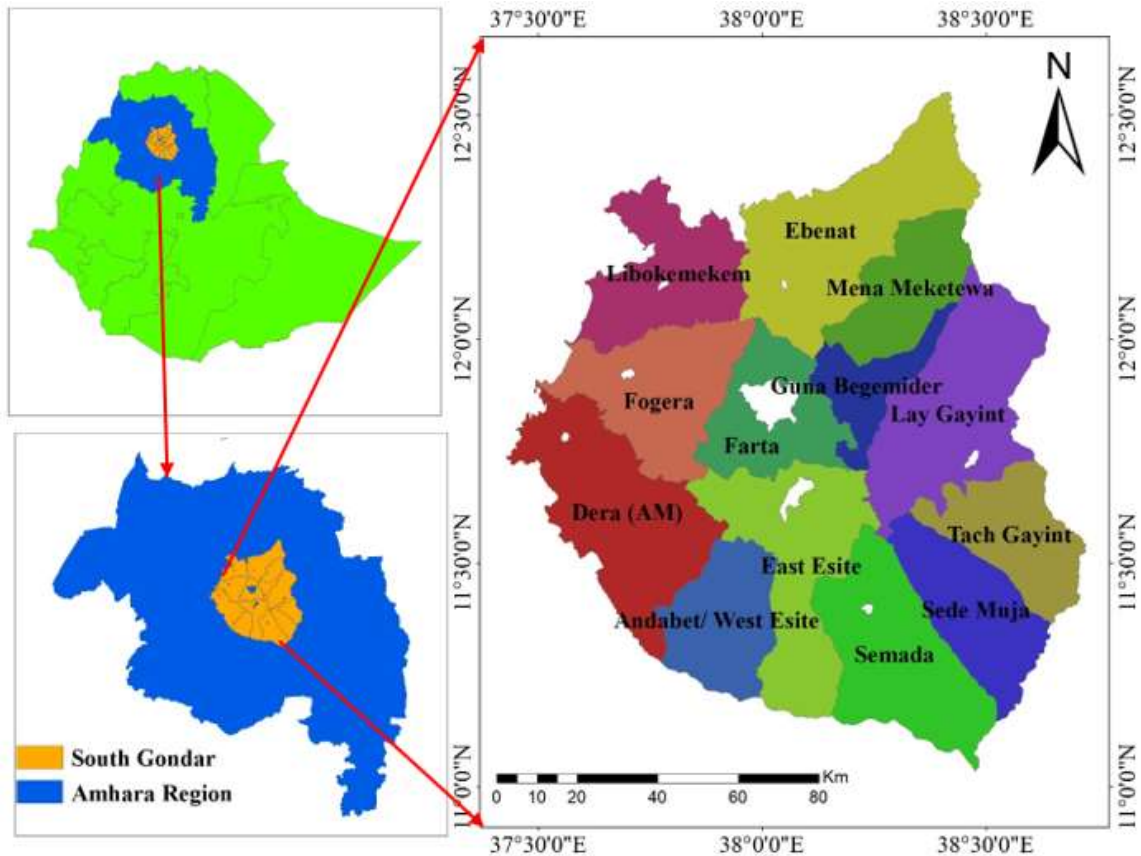 37°30'0"E 38°0'0"E 38°30'0"E
N
12°30'0"N
12°30'0"N
Ebenat
Libokemekem
Mena Meketewa
12°0'0"N
12°0'0"N
Guna Begemider
Fogera
Lay Gayint
Farta
Dera (AM)
Tach Gayint
11°30'0"N
11°30'0"N
East Esite
Sede Muja
Andabet/ West Esite
Semada
South Gondar
Amhara Region
Km
0 10 20 40 60 80
11°0'0"N
11°0'0"N
37°30'0"E 38°0'0"E 38°30'0"E